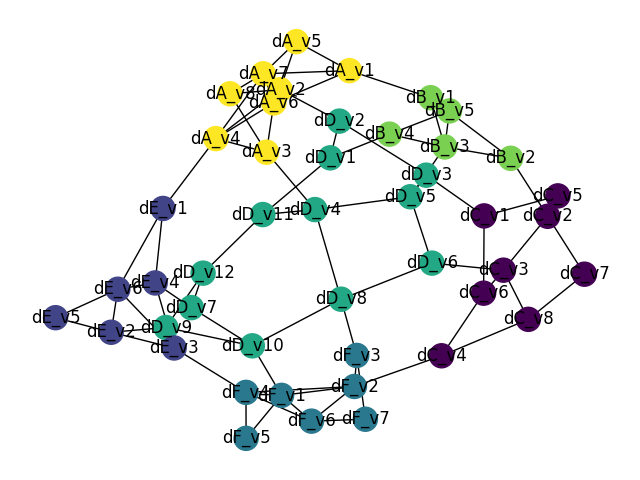 dA_v5
dA_v7
dA_v1
dA_v8
dA_v2
dA_v6
dB_v1
dB_v5
dD_v2
dB_v4
dA_v4
dB_v3
dA_v3
dD_v1
dB_v2
dD_v3
dC_v5
dD_v5
dE_v1
dD_v4
dD_v11
dC_v1
dC_v2
dD_v6
dC_v3
dD_v12
dC_v7
dE_v4
dE_v6
dC_v6
dD_v8
dD_v7
dE_v5
dC_v8
dD_v9
dE_v2
dD_v10
dE_v3
dF_v3
dC_v4
dF_v2
dF_v4
dF_v1
dF_v7
dF_v6
dF_v5